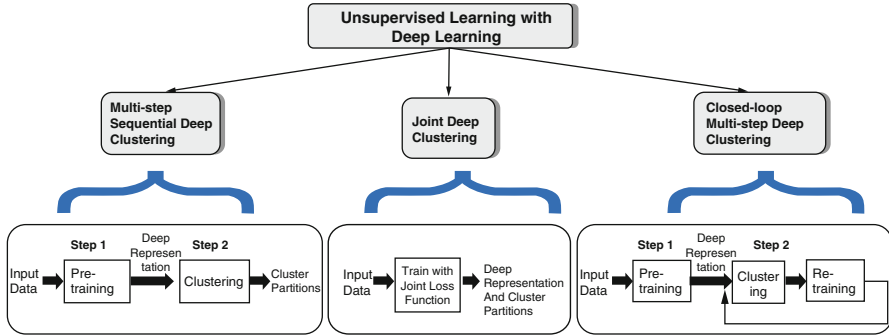 Unsupervised Learning with
Deep Learning
Multi-step
Sequential Deep
Clustering
Joint Deep
Clustering
Closed-loop
Multi-step Deep
Clustering
Step 1
Deep
Represen
tation
Step 2
Input
Data
Pre-
training
Clustering
Cluster
Partitions
Input
Data
Train with
Joint Loss
Function
Deep
Representation
And Cluster
Partitions
Step 1
Deep
Represen
tation
Step 2
Input
Data
Pre-
training
Cluster
ing
Re-
training